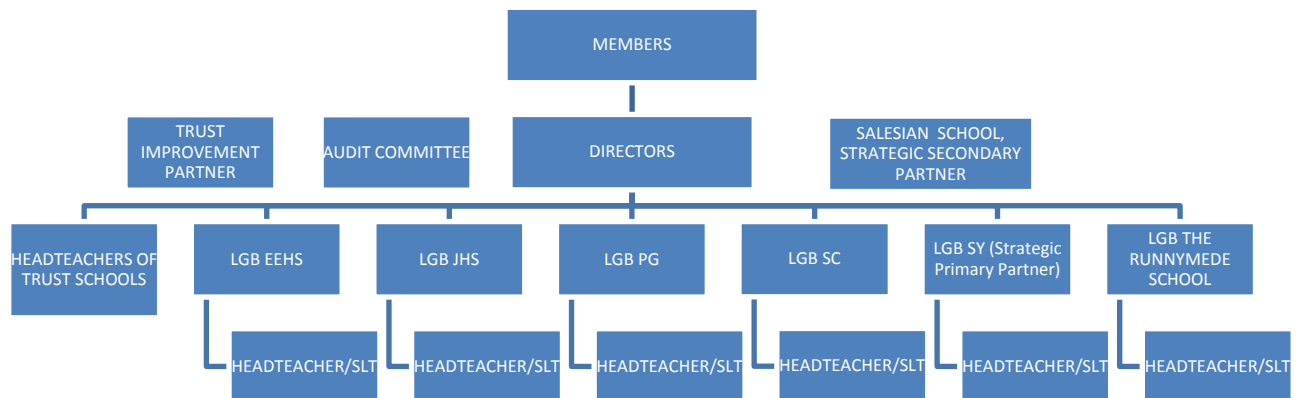 MEMBERS
TRUST
IMPROVEMENT
PARTNER
AUDIT COMMITTEE
DIRECTORS
SALESIAN SCHOOL,
STRATEGIC SECONDARY
PARTNER
HEADTEACHERS OF
TRUST SCHOOLS
LGB EEHS
LGB JHS
LGB PG
LGB SC
LGB SY (Strategic
Primary Partner)
LGB THE
RUNNYMEDE
SCHOOL
HEADTEACHER/SLT
HEADTEACHER/SLT
HEADTEACHER/SLT
HEADTEACHER/SLT
HEADTEACHER/SLT
HEADTEACHER/SLT